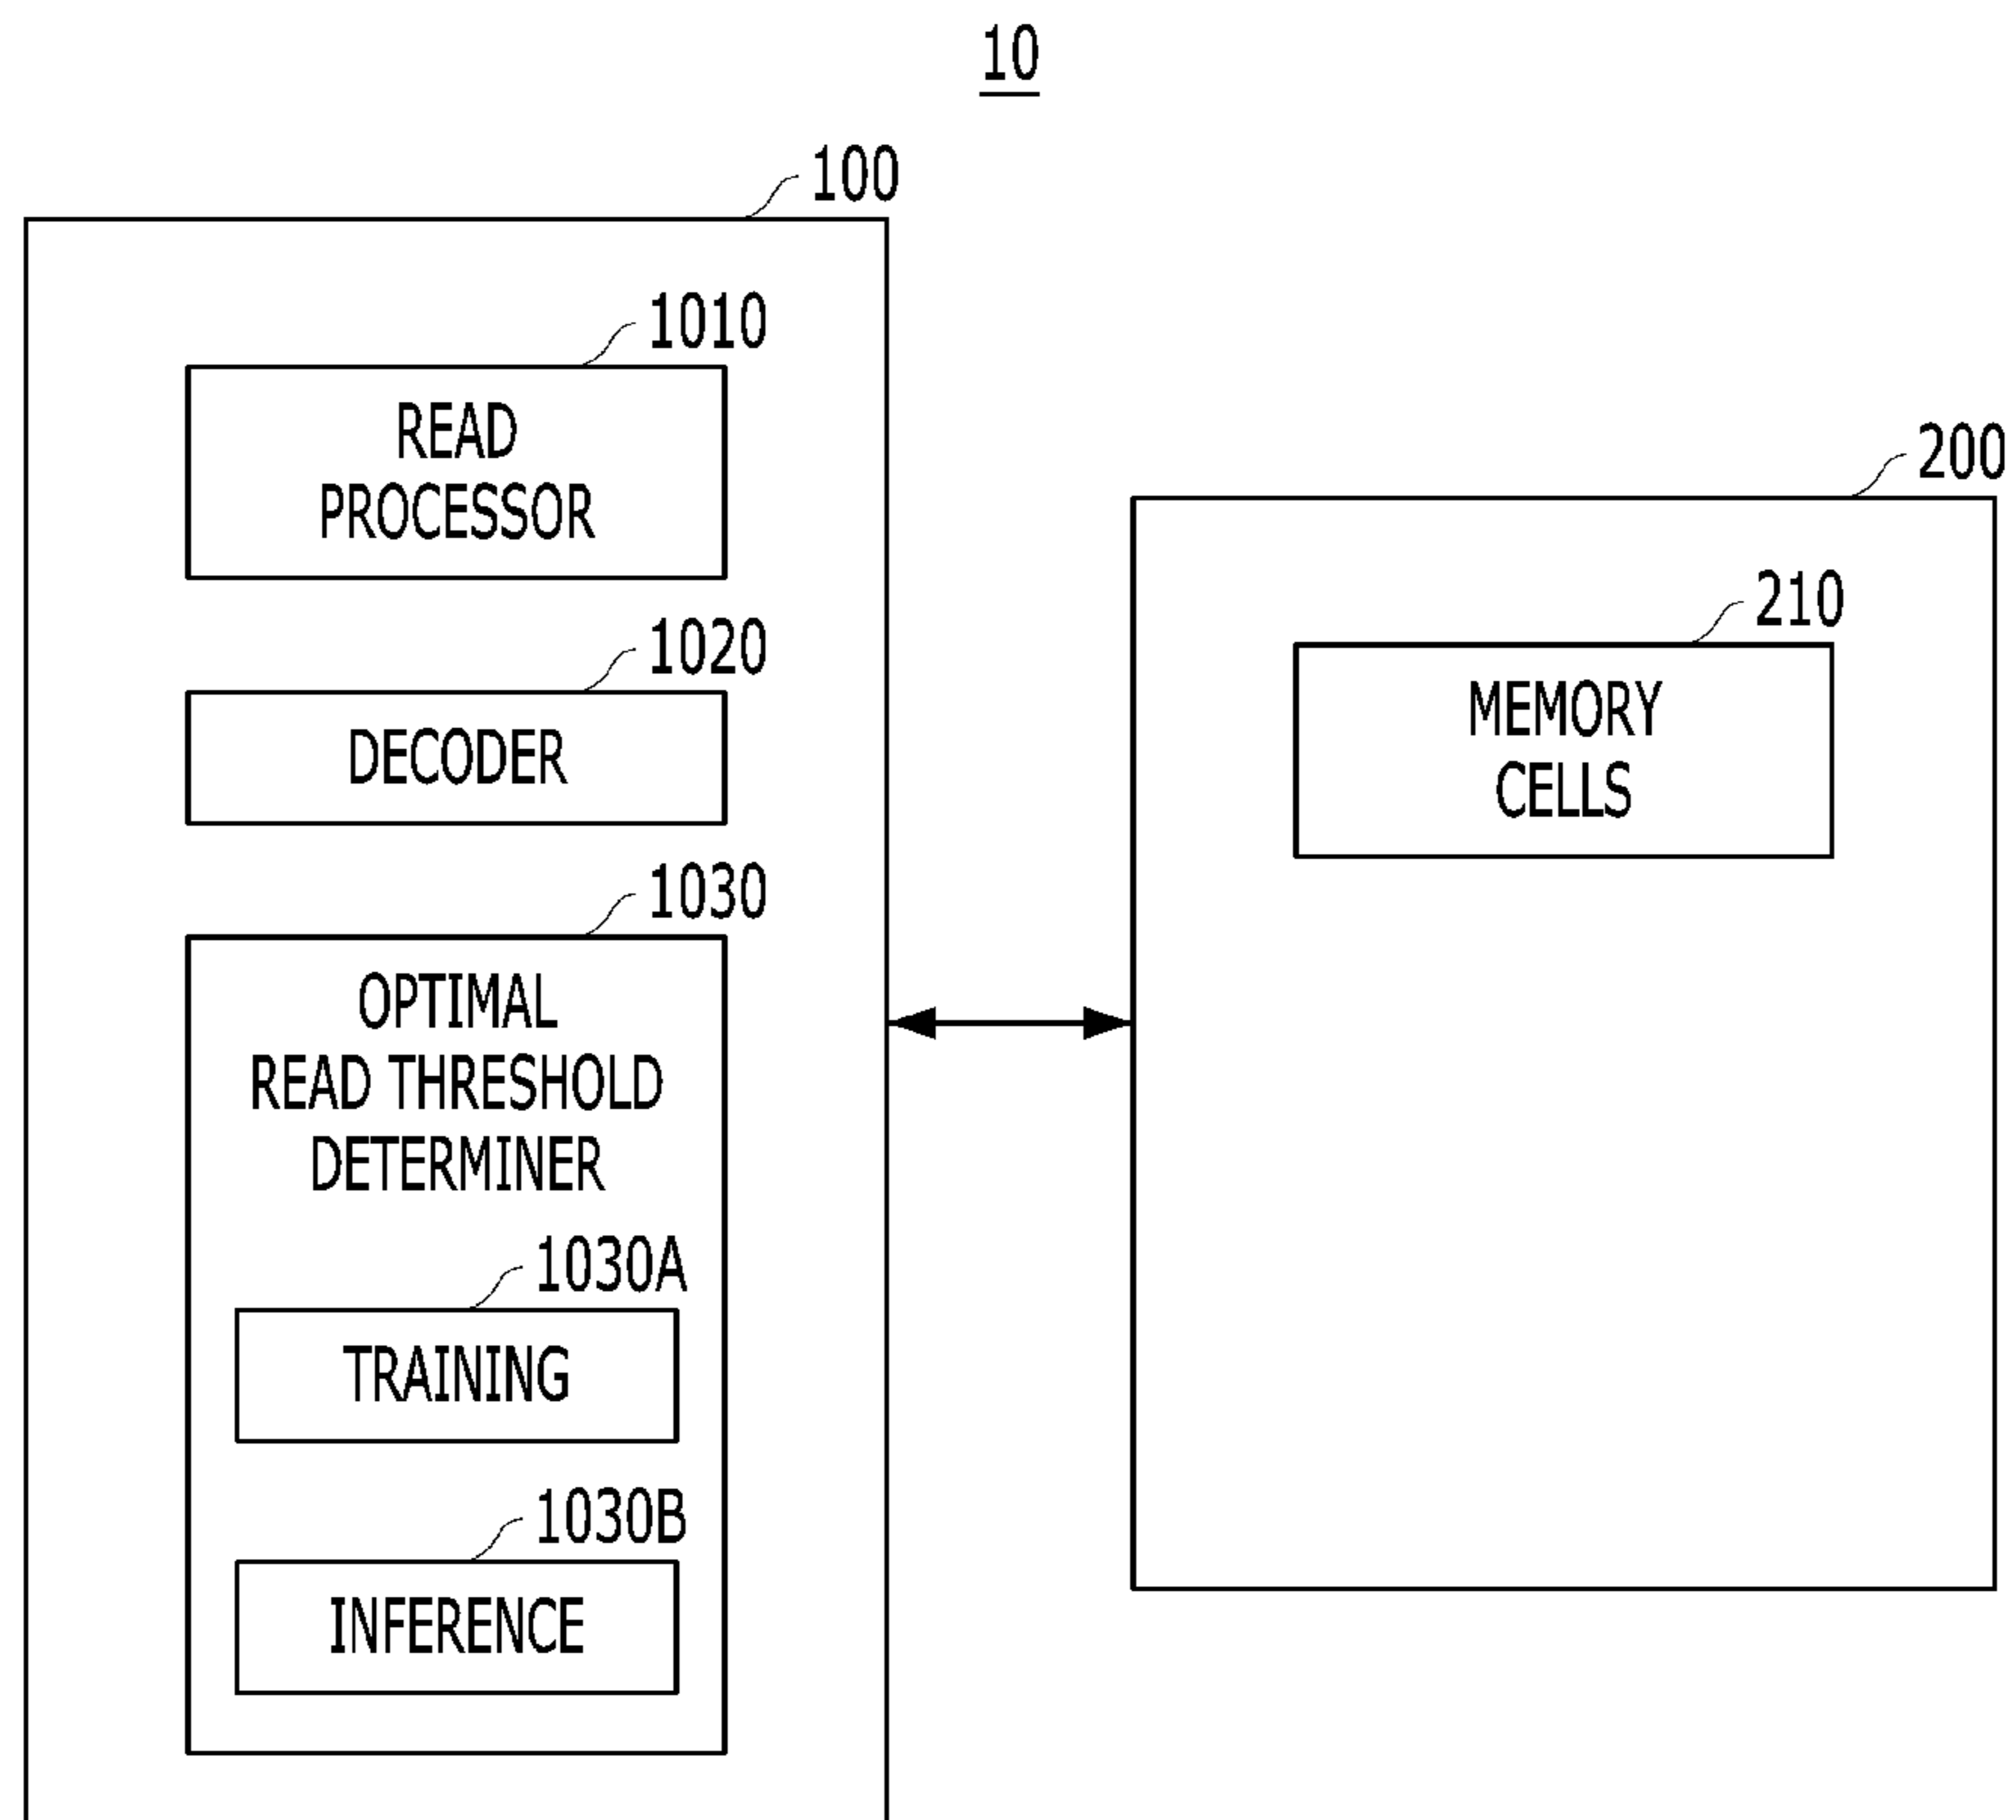 10
100
1010
READ
PROCESSOR
1020
DECODER
1030
OPTIMAL
READ THRESHOLD
DETERMINER
1030A
TRAINING
1030B
INFERENCE
200
210
MEMORY
CELLS